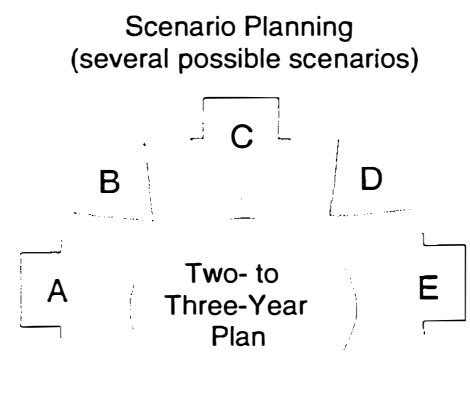 Scenario Planning
(several possible scenarios)
C
B
D
A
Two- to
Three-Year
Plan
E